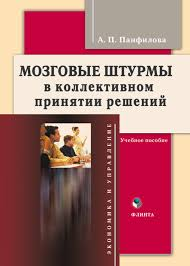 А. П. Панфилова
МОЗГОВЫЕ ШТУРМЫ
в коллективном
принятии решений
Учебное пособие
ЭКОНОМИКА И УПРАВЛЕНИЕ
ФЛИНТА